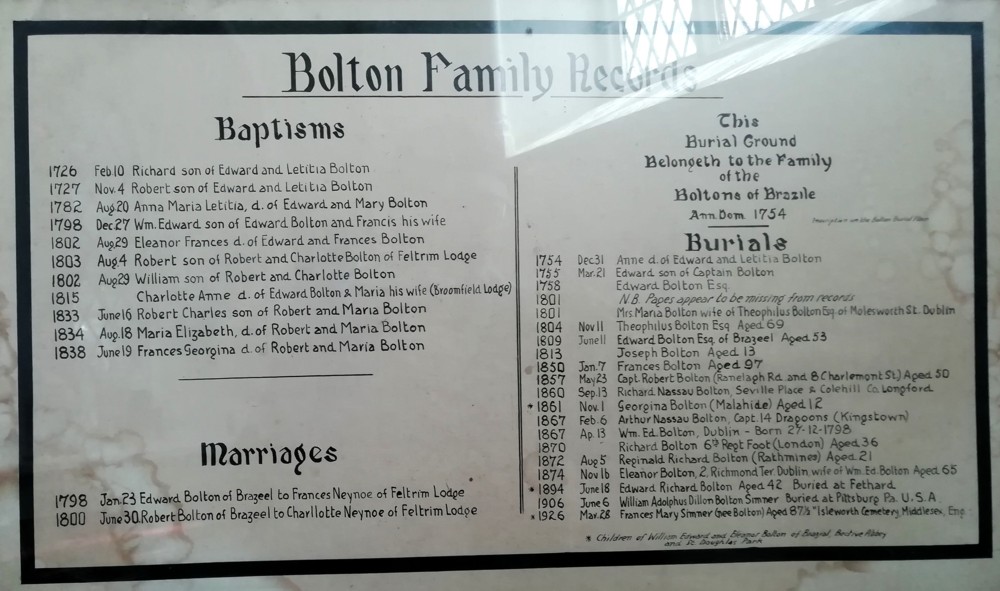 Bolton Family Records
Baptisms
1726 Feb.10 Richard son of Edward and Letitia Bolton
1727 Nov. 4 Robert son of Edward and Letitia Bolton
1782 Aug.20 Anna Maria Letitia, d. of Edward and Mary Bolton
1798 Dec 27 Wm. Edward son of Edward Bolton and Francis his wife
1802 Aug.29 Eleanor Frances d. of Edward and Frances Bolton
1803 Aug.4 Robert son of Robert and Charlotte Bolton of Feltrim Lodge
1802 Aug29 William son of Robert and Charlotte Bolton
1815 Charlotte Anne d. of Edward Bolton & Maria his wife (Broomfield Lodge)
1833 June 16 Robert Charles son of Robert and Maria Bolton
1834 Aug.18 Maria Elizabeth, d. of Robert and Maria Bolton
1838 June 19 Frances Georgina d. of Robert and Maria Bolton
Marriages
1798 Jan.23 Edward Bolton of Brazeel to Frances Neynoe of Feltrim Lodge
1800 June 30. Robert Bolton of Brazeel to Charllotte Neynoe of Feltrim Lodge
This
Burial Ground
Belongeth to the Family
of the
Boltons of Brazile
Ann. Dom. 1754
Inscription on the Bolton Burial Place
Burials
1754 Dec31 Anne d. of Edward and Letitia Bolton
1755 Mar.21 Edward son of Captain Bolton
1758 Edward Bolton Esq.
1801 N.B. Pages appear to be missing from records
1801 Mrs Maria Bolton wife of Theophilus Bolton Esq. of Molesworth St. Dublin
1804 Nov 11 Theophilus Bolton Esq. Aged 69
1809 June 11 Edward Bolton Esq. of Brazeel Aged 53
1813 Joseph Bolton Aged 13
1850 Jan.7 Frances Bolton Aged 97
1857 May 23 Capt. Robert Bolton (Ranelagh Rd. and 8 Charlemont St.) Aged 50
1860 Sep.13 Richard Nassau Bolton, Seville Place & Colehill Co. Longford
* 1861 Nov. 1 Georgina Bolton (Malahide) Aged 12
1867 Feb. 6 Arthur Nassau Bolton, Capt. 14 Dragoons (Kingstown)
1867 Ap. 13 Wm. Ed. Bolton, Dublin - Born 27-12-1798
1870 Richard Bolton 6th Regt Foot (London) Aged 36
1872 Aug 5 Reginald Richard Bolton (Rathmines) Aged 21
1874 Nov 16 Eleanor Bolton, 2. Richmond Ter. Dublin, wife of Wm. Ed. Bolton Aged 65
* 1894 June 18 Edward Richard Bolton Aged 42 Buried at Fethard
1906 June 6 William Adolphus Dillon Bolton Simner Buried at Pittsburg Pa. U.S.A.
* 1926 Mar.28 Frances Mary Simner (nee Bolton) Aged 87½ "Isleworth Cemetery Middlesex, Eng.
* Children of William Edward and Eleanor Bolton of Brazeel, Bective Abbey
and St. Doughlas Park